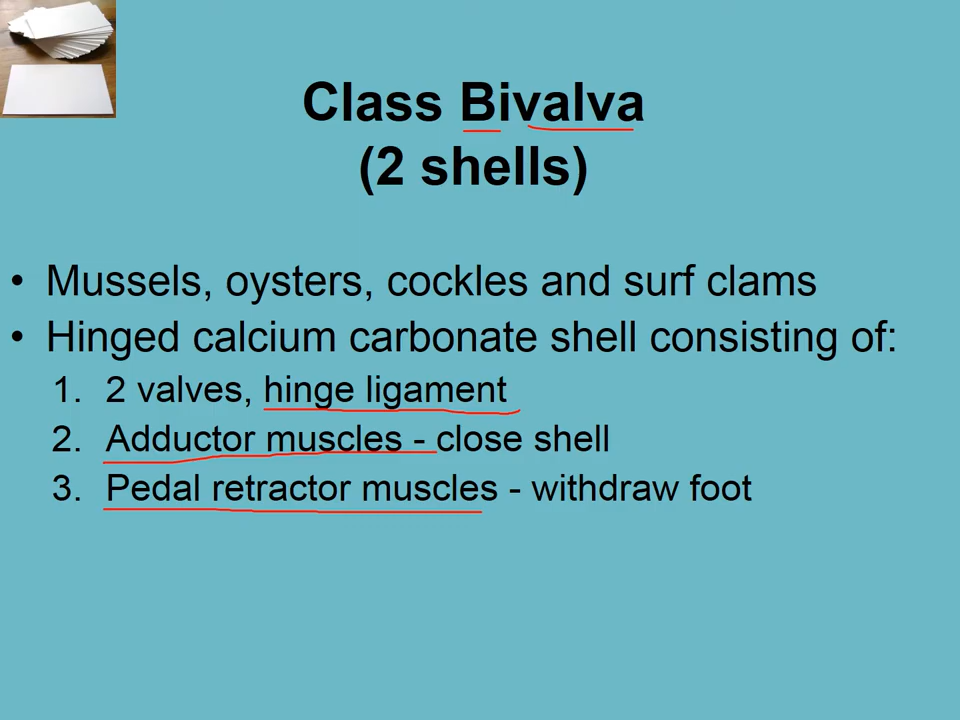 Class Bivalva
(2 shells)
• Mussels, oysters, cockles and surf clams
• Hinged calcium carbonate shell consisting of:
1. 2 valves, hinge ligament
2. Adductor muscles - close shell
3. Pedal retractor muscles - withdraw foot